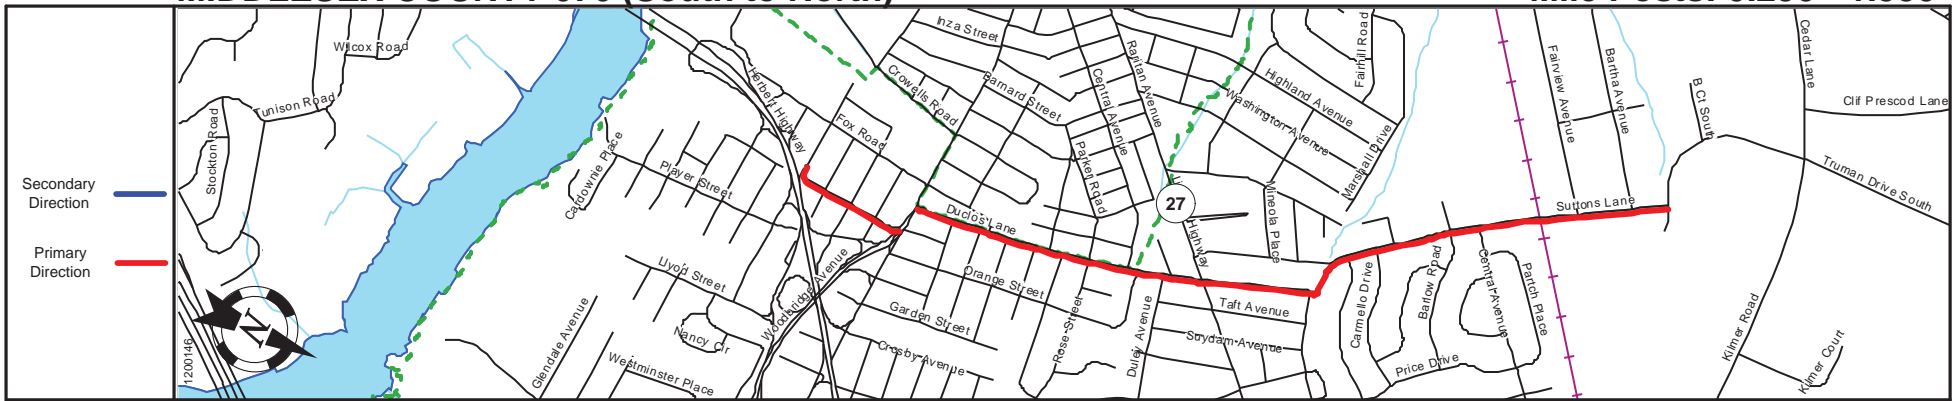 Secondary
Direction
Primary
Direction
1200146
N
27
Wilcox Road
Tunison Road
Stockton Road
Cardownie Place
Player Street
Herbert Highway
Fox Road
Crowells Road
Inza Street
Barnard Street
Central Avenue
Raritan Avenue
Parker Road
Duclos Lane
Llyod Street
Glendale Avenue
Nancy Cir
Westminster Place
Woodbridge Avenue
Garden Street
Crosby Avenue
Orange Street
Rose Street
Duley Avenue
Taft Avenue
Suydam Avenue
Highway
Mineola Place
Highland Avenue
Washington Avenue
Marshall Drive
Fairhill Road
Carmello Drive
Barlow Road
Central Avenue
Partch Place
Price Drive
Suttons Lane
Fairview Avenue
Bartha Avenue
B Ct South
Cedar Lane
Clif Prescod Lane
Truman Drive South
Kilmer Road
Kilmer Court